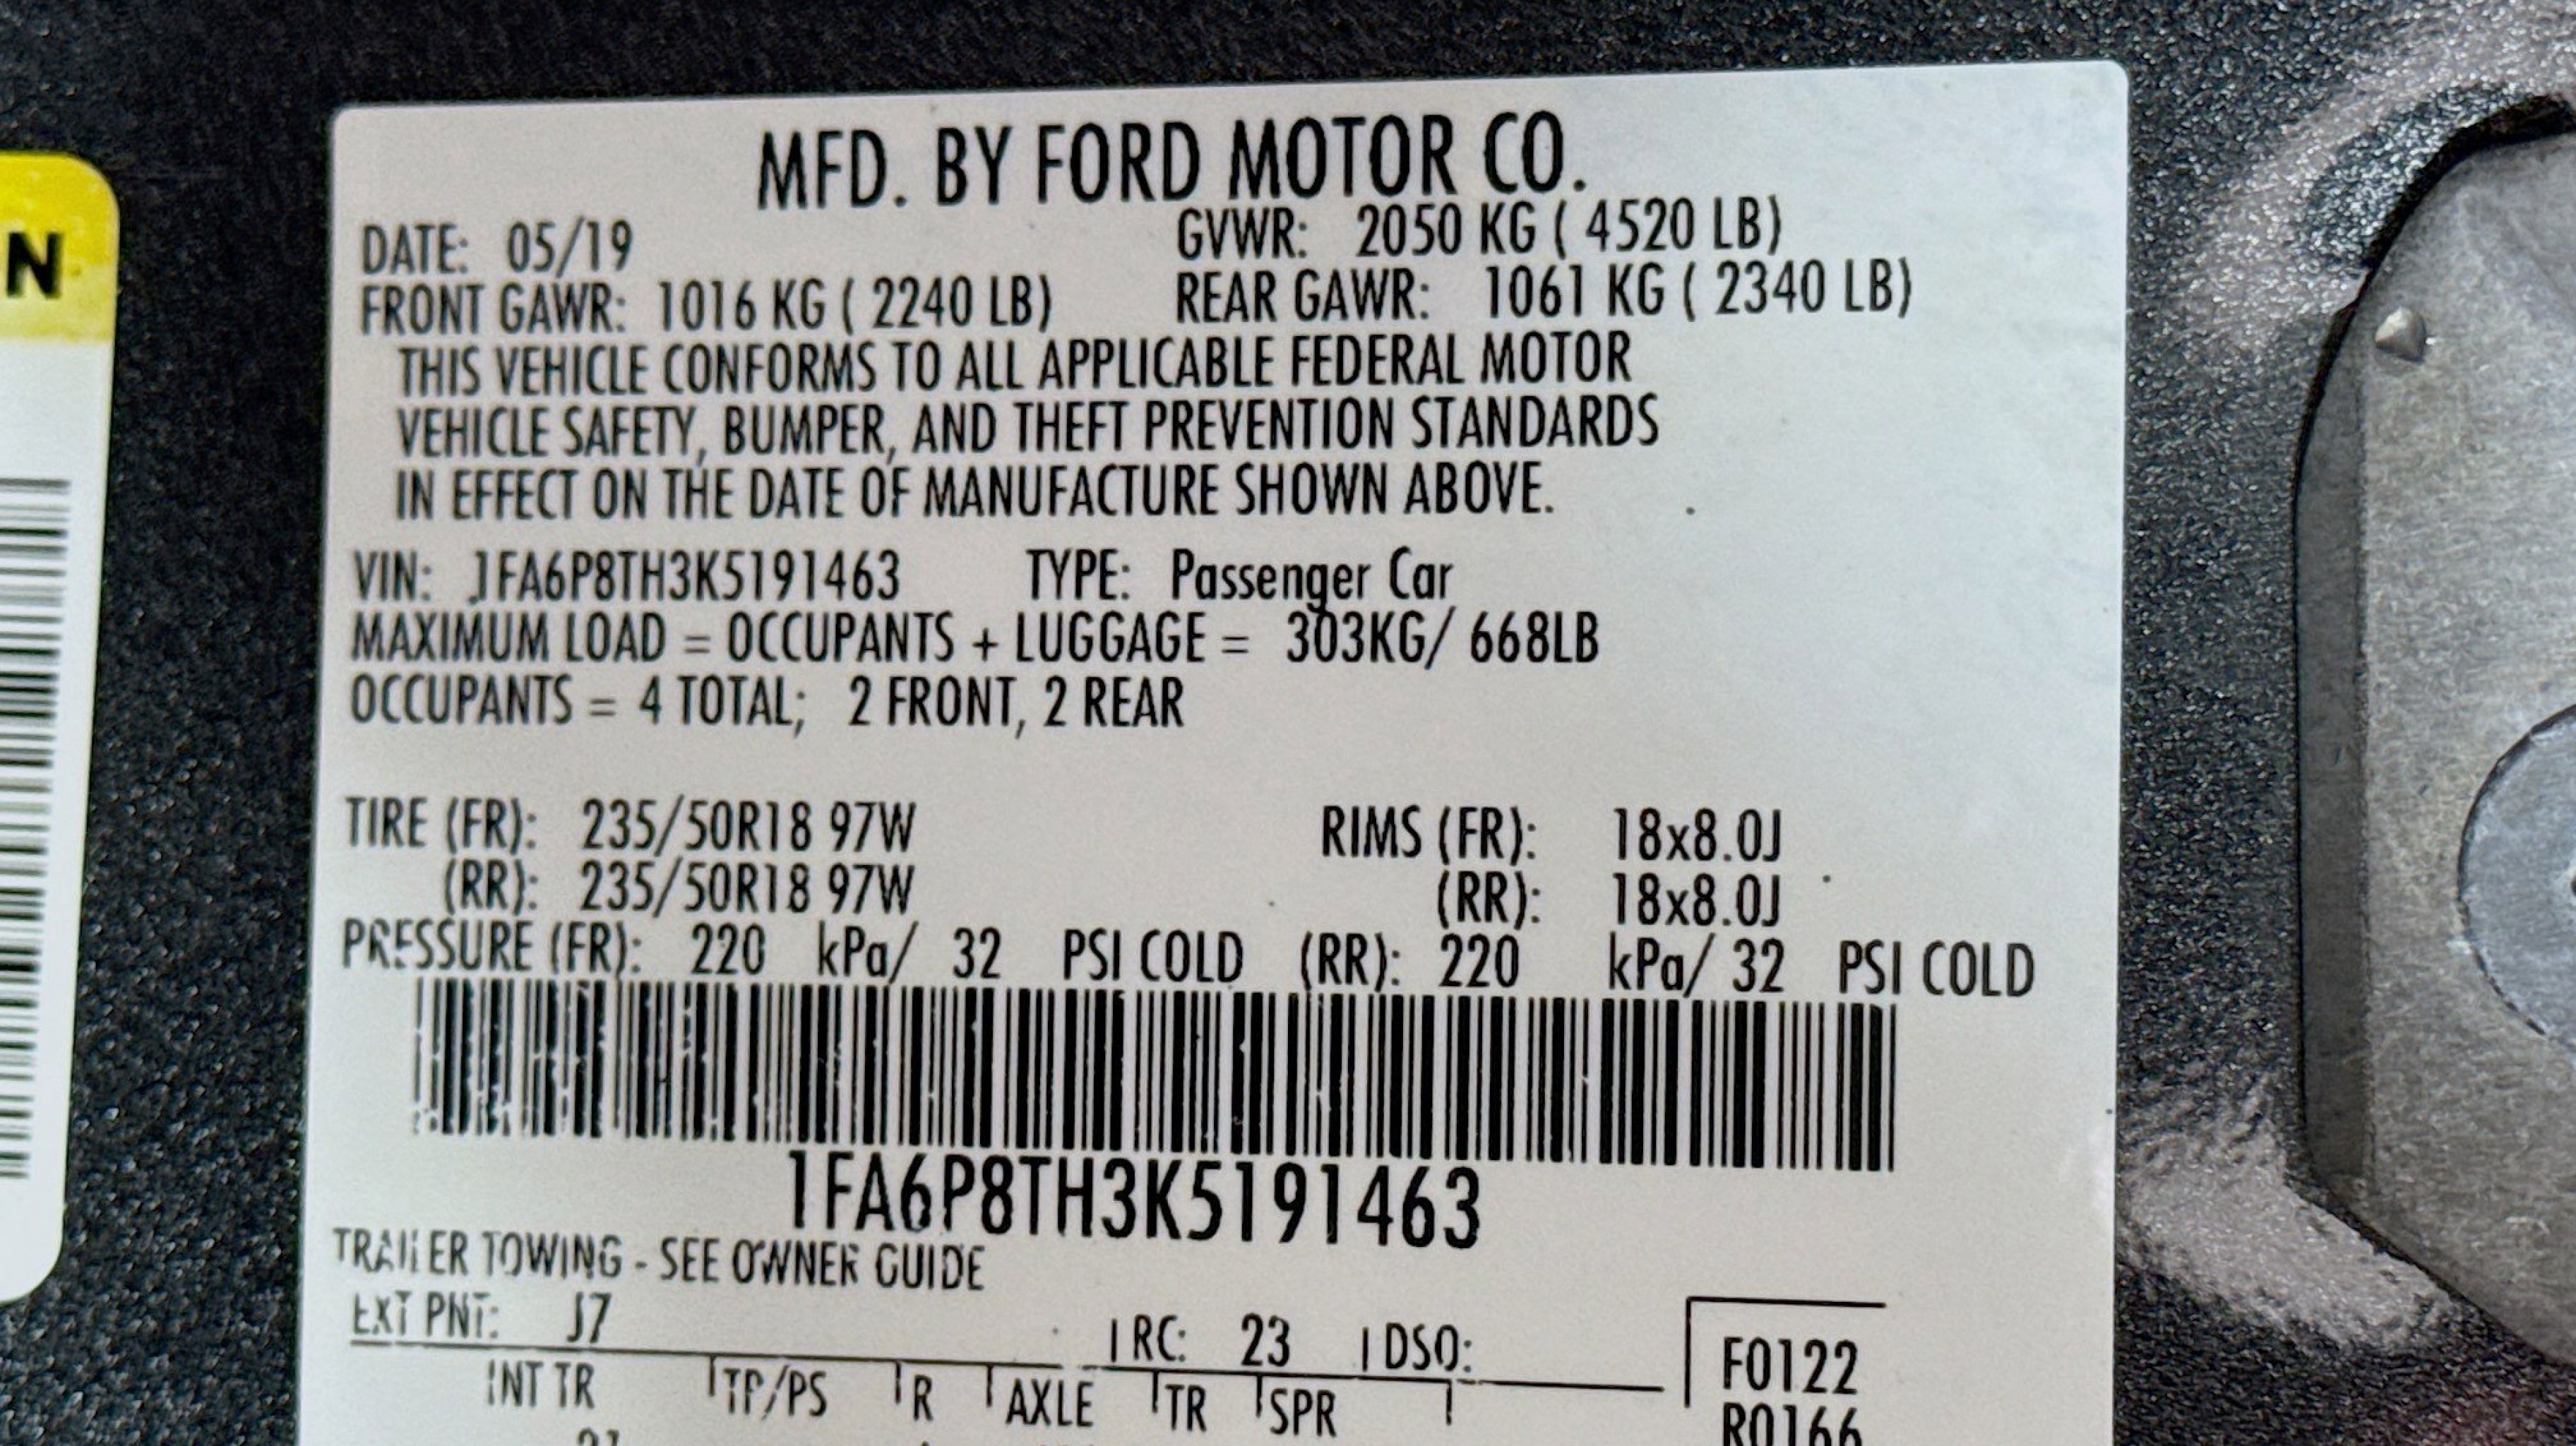 N
MFD. BY FORD MOTOR CO.
DATE: 05/19 GVWR: 2050 KG ( 4520 LB)
FRONT GAWR: 1016 KG ( 2240 LB) REAR GAWR: 1061 KG ( 2340 LB)
THIS VEHICLE CONFORMS TO ALL APPLICABLE FEDERAL MOTOR
VEHICLE SAFETY, BUMPER, AND THEFT PREVENTION STANDARDS
IN EFFECT ON THE DATE OF MANUFACTURE SHOWN ABOVE.
VIN: 1FA6P8TH3K5191463 TYPE: Passenger Car
MAXIMUM LOAD = OCCUPANTS + LUGGAGE = 303KG/ 668LB
OCCUPANTS = 4 TOTAL; 2 FRONT, 2 REAR
TIRE (FR): 235/50R18 97W RIMS (FR): 18x8.0J
(RR): 235/50R18 97W (RR): 18x8.0J
PRESSURE (FR): 220 kPa/ 32 PSI COLD (RR): 220 kPa/ 32 PSI COLD
1FA6P8TH3K5191463
TRAILER TOWING - SEE OWNER GUIDE
EXT PNT: J7 RC: 23 DSO:
INT TR TP/PS R AXLE TR SPR
F0122
R0166